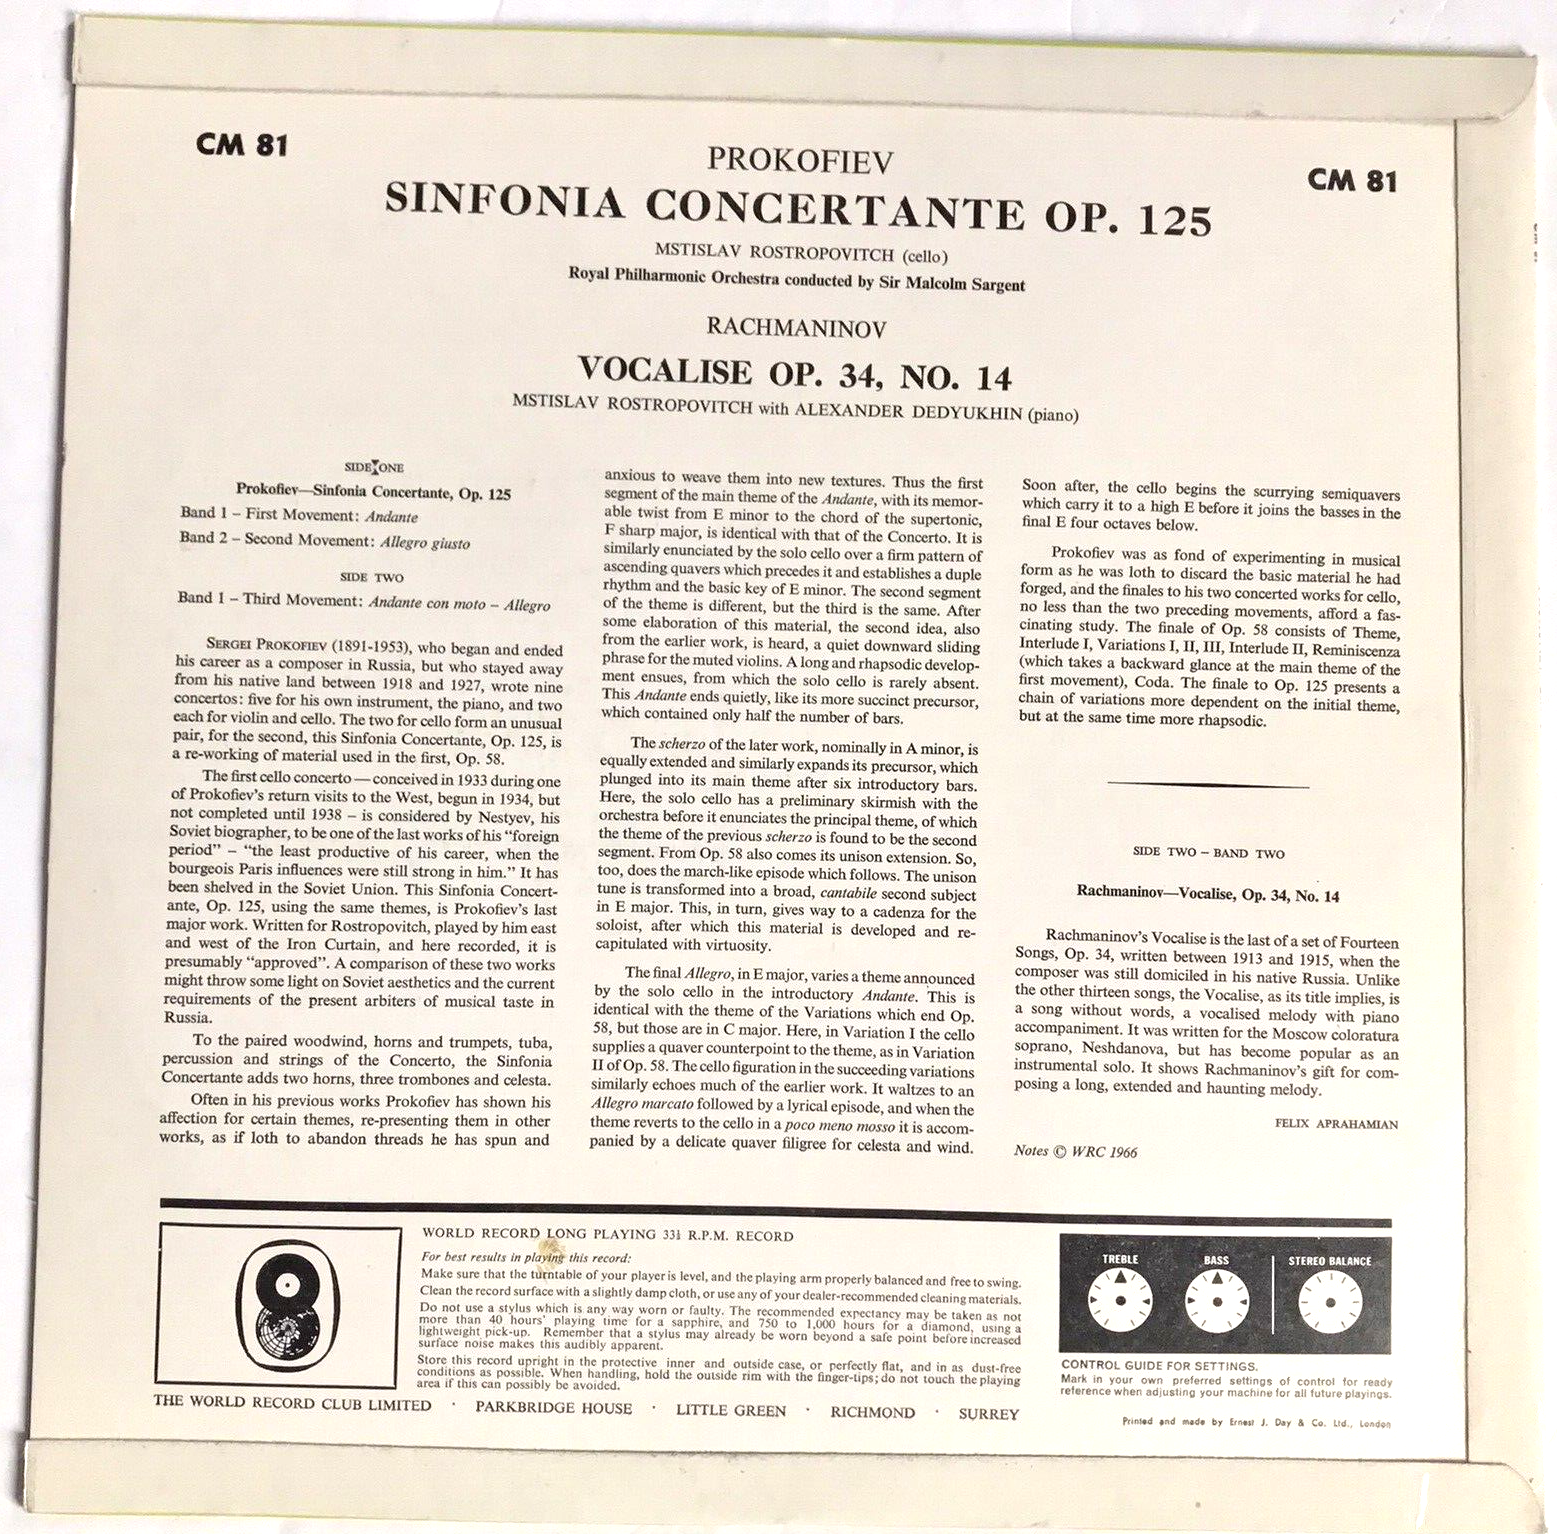 CM 81
CM 81
PROKOFIEV
SINFONIA CONCERTANTE OP. 125
MSTISLAV ROSTROPOVITCH (cello)
Royal Philharmonic Orchestra conducted by Sir Malcolm Sargent
RACHMANINOV
VOCALISE OP. 34, NO. 14
MSTISLAV ROSTROPOVITCH with ALEXANDER DEDYUKHIN (piano)
SIDE ONE
Prokofiev—Sinfonia Concertante, Op. 125
Band 1 – First Movement: Andante
Band 2 – Second Movement: Allegro giusto
SIDE TWO
Band 1 – Third Movement: Andante con moto – Allegro
SERGEI PROKOFIEV (1891-1953), who began and ended
his career as a composer in Russia, but who stayed away
from his native land between 1918 and 1927, wrote nine
concertos: five for his own instrument, the piano, and two
each for violin and cello. The two for cello form an unusual
pair, for the second, this Sinfonia Concertante, Op. 125, is
a re-working of material used in the first, Op. 58.
The first cello concerto — conceived in 1933 during one
of Prokofiev's return visits to the West, begun in 1934, but
not completed until 1938 – is considered by Nestyev, his
Soviet biographer, to be one of the last works of his "foreign
period" – "the least productive of his career, when the
bourgeois Paris influences were still strong in him." It has
been shelved in the Soviet Union. This Sinfonia Concert-
ante, Op. 125, using the same themes, is Prokofiev's last
major work. Written for Rostropovitch, played by him east
and west of the Iron Curtain, and here recorded, it is
presumably "approved". A comparison of these two works
might throw some light on Soviet aesthetics and the current
requirements of the present arbiters of musical taste in
Russia.
To the paired woodwind, horns and trumpets, tuba,
percussion and strings of the Concerto, the Sinfonia
Concertante adds two horns, three trombones and celesta.
Often in his previous works Prokofiev has shown his
affection for certain themes, re-presenting them in other
works, as if loth to abandon threads he has spun and
anxious to weave them into new textures. Thus the first
segment of the main theme of the Andante, with its memor-
able twist from E minor to the chord of the supertonic,
F sharp major, is identical with that of the Concerto. It is
similarly enunciated by the solo cello over a firm pattern of
ascending quavers which precedes it and establishes a duple
rhythm and the basic key of E minor. The second segment
of the theme is different, but the third is the same. After
some elaboration of this material, the second idea, also
from the earlier work, is heard, a quiet downward sliding
phrase for the muted violins. A long and rhapsodic develop-
ment ensues, from which the solo cello is rarely absent.
This Andante ends quietly, like its more succinct precursor,
which contained only half the number of bars.
The scherzo of the later work, nominally in A minor, is
equally extended and similarly expands its precursor, which
plunged into its main theme after six introductory bars.
Here, the solo cello has a preliminary skirmish with the
orchestra before it enunciates the principal theme, of which
the theme of the previous scherzo is found to be the second
segment. From Op. 58 also comes its unison extension. So,
too, does the march-like episode which follows. The unison
tune is transformed into a broad, cantabile second subject
in E major. This, in turn, gives way to a cadenza for the
soloist, after which this material is developed and re-
capitulated with virtuosity.
The final Allegro, in E major, varies a theme announced
by the solo cello in the introductory Andante. This is
identical with the theme of the Variations which end Op.
58, but those are in C major. Here, in Variation I the cello
supplies a quaver counterpoint to the theme, as in Variation
II of Op. 58. The cello figuration in the succeeding variations
similarly echoes much of the earlier work. It waltzes to an
Allegro marcato followed by a lyrical episode, and when the
theme reverts to the cello in a poco meno mosso it is accom-
panied by a delicate quaver filigree for celesta and wind.
Soon after, the cello begins the scurrying semiquavers
which carry it to a high E before it joins the basses in the
final E four octaves below.
Prokofiev was as fond of experimenting in musical
form as he was loth to discard the basic material he had
forged, and the finales to his two concerted works for cello,
no less than the two preceding movements, afford a fas-
cinating study. The finale of Op. 58 consists of Theme,
Interlude I, Variations I, II, III, Interlude II, Reminiscenza
(which takes a backward glance at the main theme of the
first movement), Coda. The finale to Op. 125 presents a
chain of variations more dependent on the initial theme,
but at the same time more rhapsodic.
SIDE TWO – BAND TWO
Rachmaninov—Vocalise, Op. 34, No. 14
Rachmaninov's Vocalise is the last of a set of Fourteen
Songs, Op. 34, written between 1913 and 1915, when the
composer was still domiciled in his native Russia. Unlike
the other thirteen songs, the Vocalise, as its title implies, is
a song without words, a vocalised melody with piano
accompaniment. It was written for the Moscow coloratura
soprano, Neshdanova, but has become popular as an
instrumental solo. It shows Rachmaninov's gift for com-
posing a long, extended and haunting melody.
FELIX APRAHAMIAN
Notes © WRC 1966
WORLD RECORD LONG PLAYING 33⅓ R.P.M. RECORD
For best results in playing this record:
Make sure that the turntable of your player is level, and the playing arm properly balanced and free to swing.
Clean the record surface with a slightly damp cloth, or use any of your dealer-recommended cleaning materials.
Do not use a stylus which is any way worn or faulty. The recommended expectancy may be taken as not
more than 40 hours' playing time for a sapphire, and 750 to 1,000 hours for a diamond, using a
lightweight pick-up. Remember that a stylus may already be worn beyond a safe point before increased
surface noise makes this audibly apparent.
Store this record upright in the protective inner and outside case, or perfectly flat, and in as dust-free
conditions as possible. When handling, hold the outside rim with the finger-tips; do not touch the playing
area if this can possibly be avoided.
THE WORLD RECORD CLUB LIMITED · PARKBRIDGE HOUSE · LITTLE GREEN · RICHMOND · SURREY
TREBLE BASS STEREO BALANCE
CONTROL GUIDE FOR SETTINGS.
Mark in your own preferred settings of control for ready
reference when adjusting your machine for all future playings.
Printed and made by Ernest J. Day & Co. Ltd., London